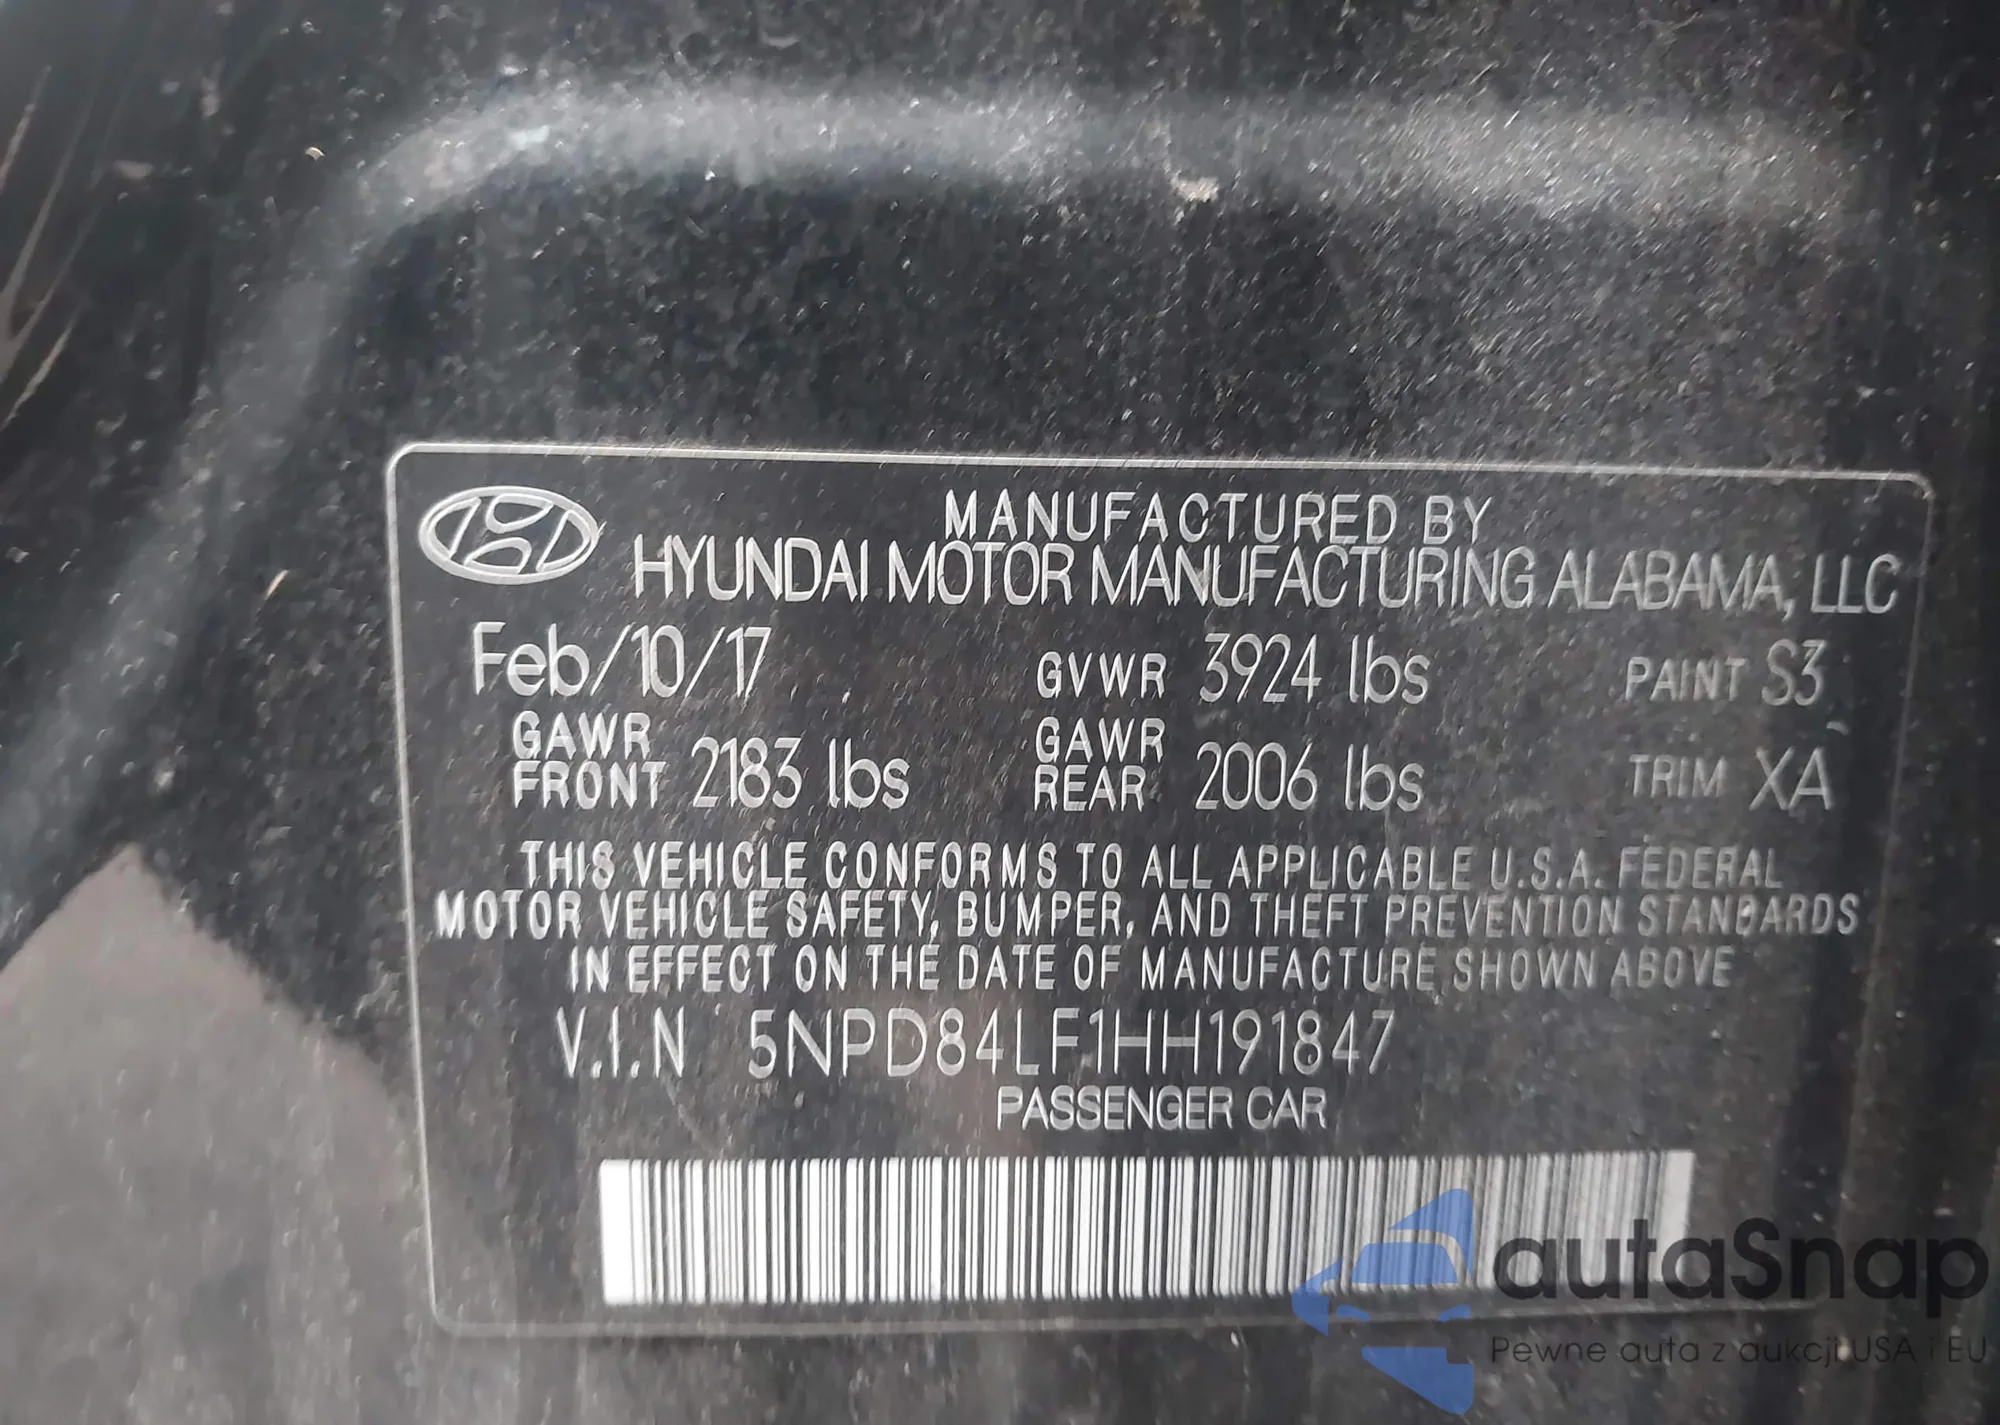 MANUFACTURED BY
HYUNDAI MOTOR MANUFACTURING ALABAMA, LLC
Feb/10/17 GVWR 3924 lbs PAINT S3
GAWR FRONT 2183 lbs GAWR REAR 2006 lbs TRIM XA
THIS VEHICLE CONFORMS TO ALL APPLICABLE U.S.A. FEDERAL
MOTOR VEHICLE SAFETY, BUMPER, AND THEFT PREVENTION STANDARDS
IN EFFECT ON THE DATE OF MANUFACTURE SHOWN ABOVE
V.I.N 5NPD84LF1HH191847
PASSENGER CAR
autaSnap
Pewne auta z aukcji USA i EU